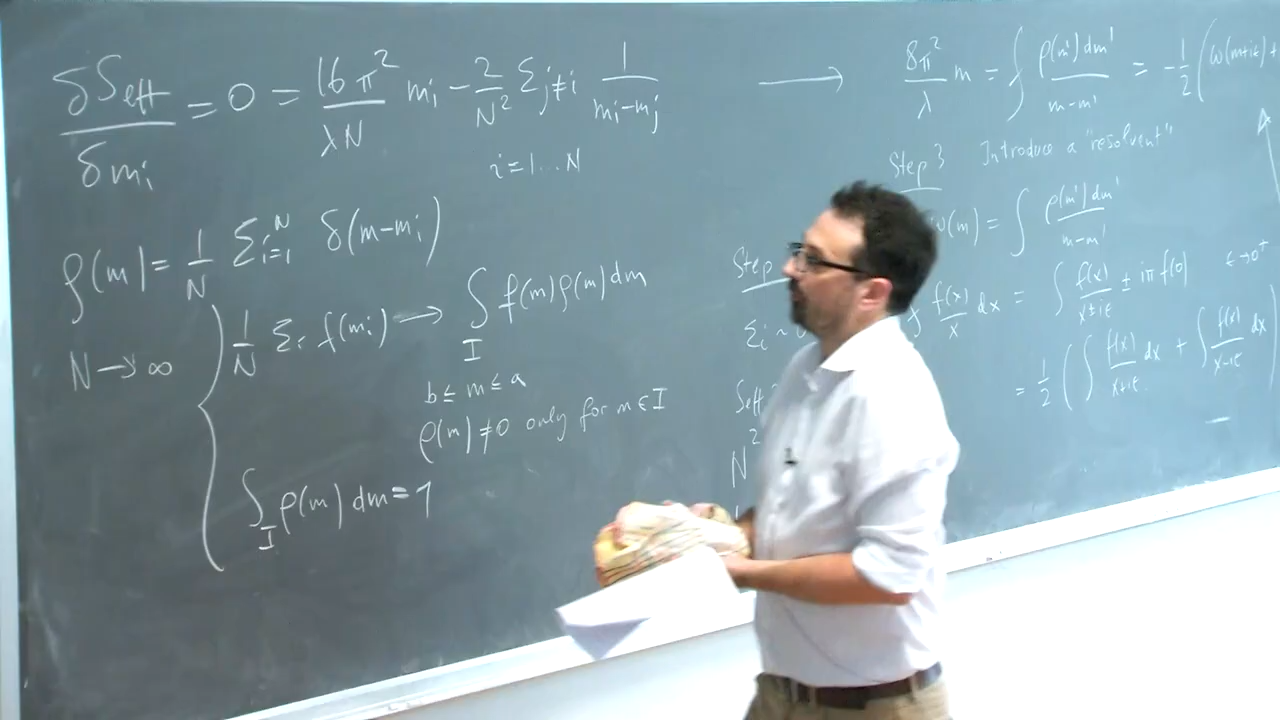 δS_eff/δm_i = 0 = 16π²/λN m_i − 2/N² Σ_{j≠i} 1/(m_i − m_j)
i = 1...N
ρ(m) = 1/N Σ_{i=1}^{N} δ(m − m_i)
N → ∞
1/N Σ_i f(m_i) → ∫_I f(m) ρ(m) dm
b ≤ m ≤ a
ρ(m) ≠ 0 only for m ∈ I
∫_I ρ(m) dm = 1
→ 8π²/λ m = ∫ ρ(m') dm'/(m − m') = −1/2 (ω(m+iε) +
Step 3 Introduce a "resolvent"
ω(m) = ∫ ρ(m') dm'/(m − m')
Step
Σ_i
S_eff
N²
∫ f(x)/x dx = ∫ f(x)/(x ± iε) ± iπ f(0) ε → 0⁺
= 1/2 ( ∫ f(x)/(x+iε) dx + ∫ f(x)/(x−iε) dx )